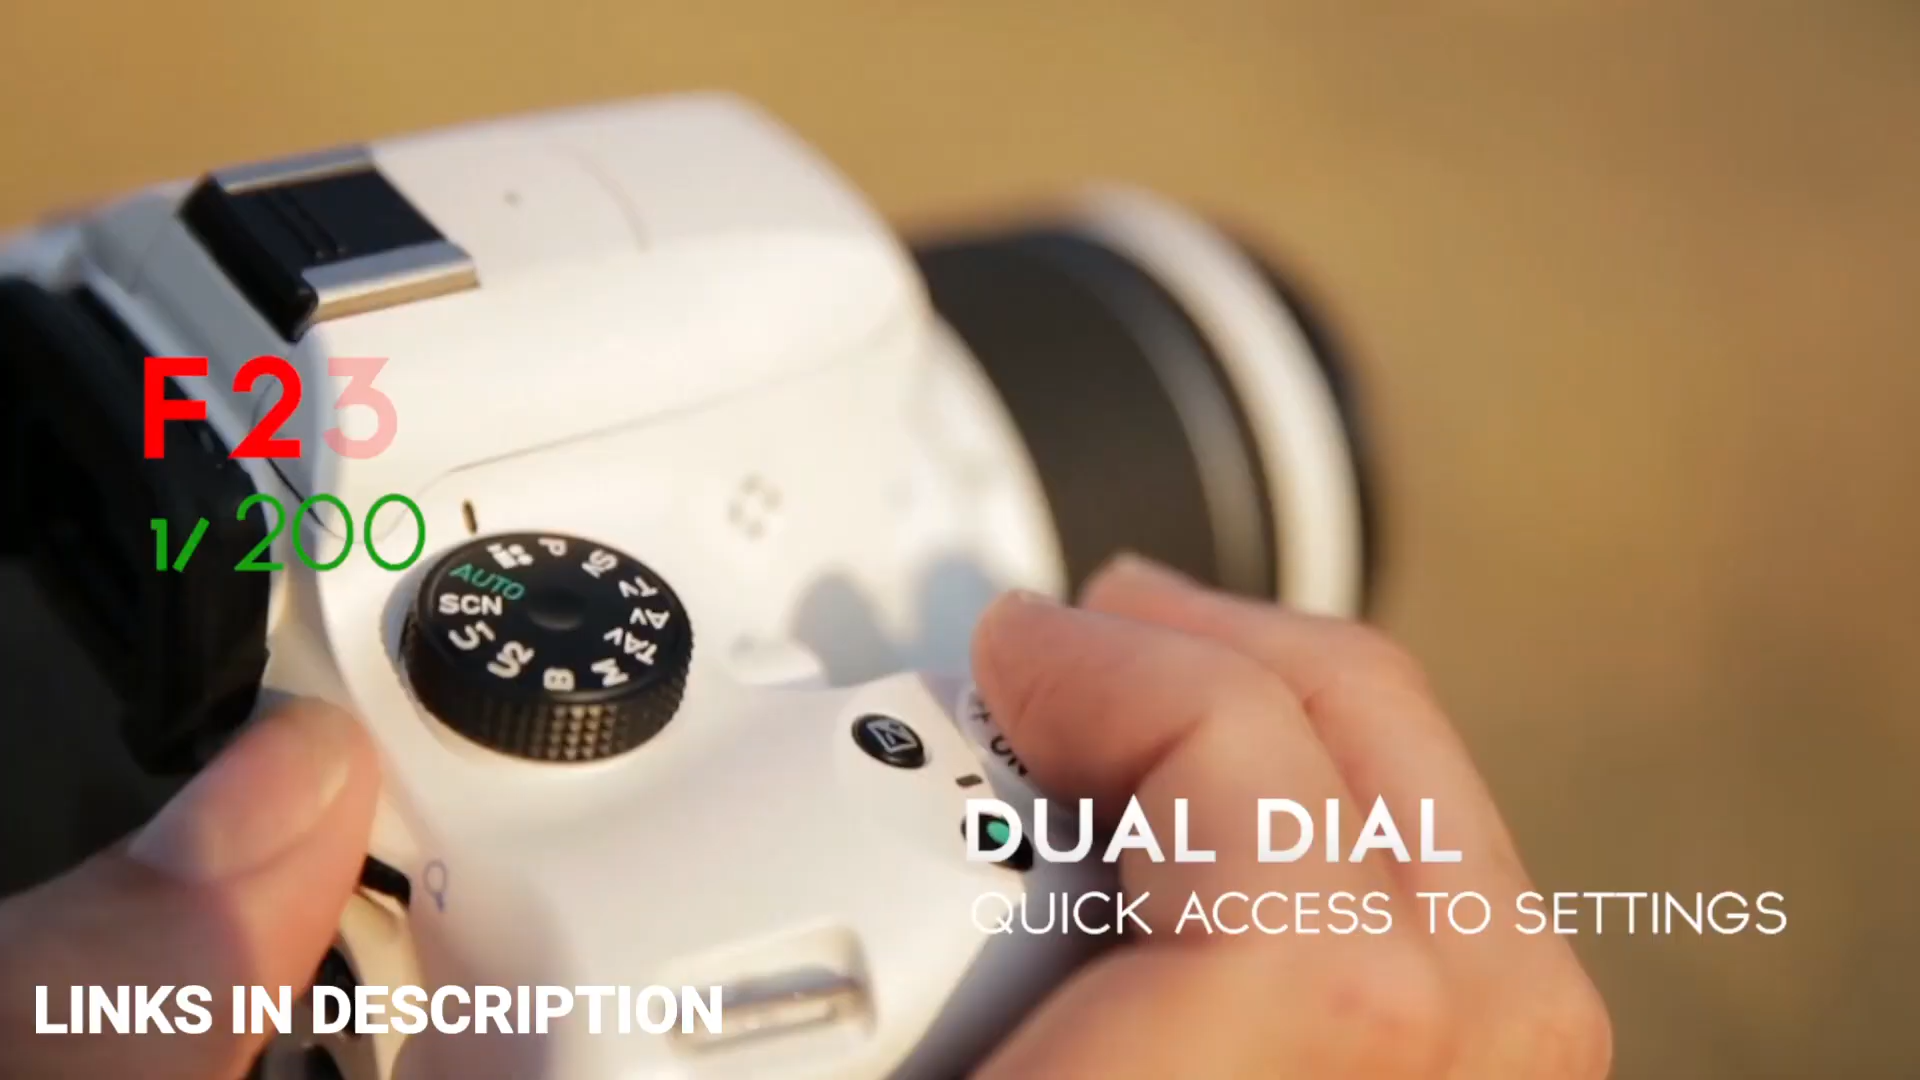 F23
1/200
P
Sv
AUTO
Tv
SCN
Av
U1
TAv
U2
M
B
ON
DUAL DIAL
QUICK ACCESS TO SETTINGS
LINKS IN DESCRIPTION